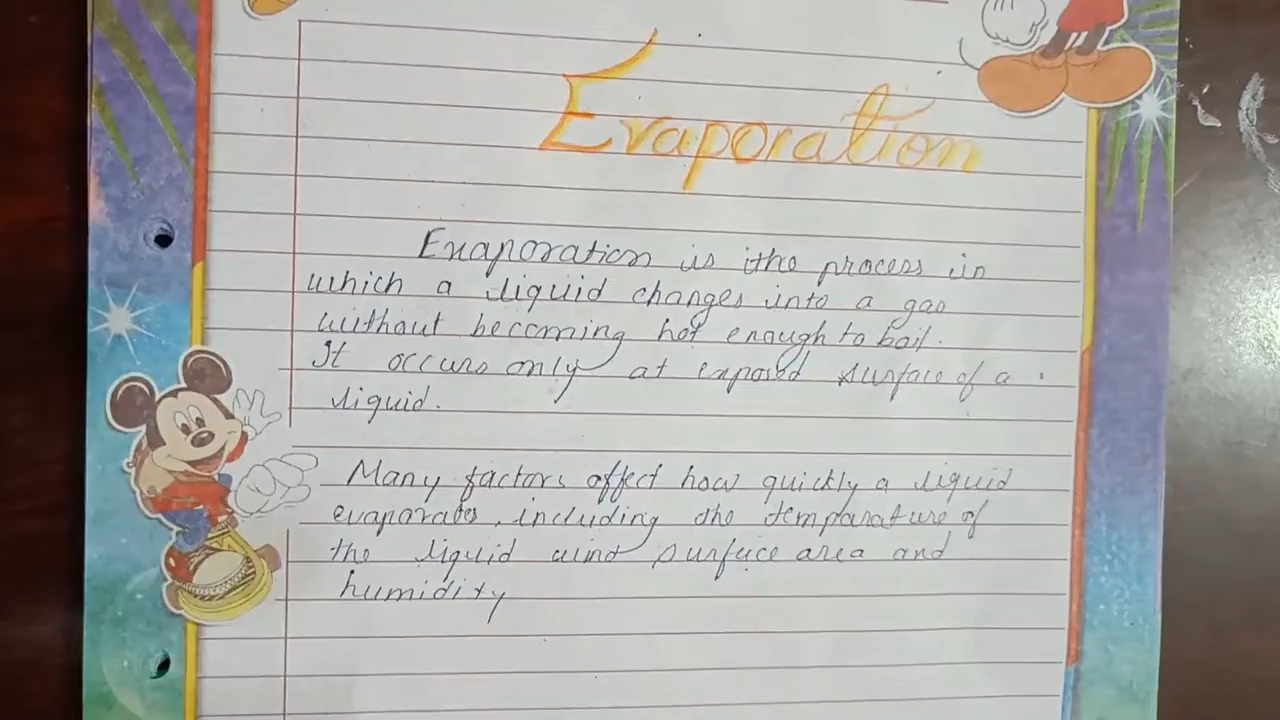 Evaporation
Evaporation is the process in
which a liquid changes into a gas
without becoming hot enough to boil.
It occurs only at exposed surface of a
liquid.
Many factors affect how quickly a liquid
evaporates, including the temparature of
the liquid wind surface area and
humidity